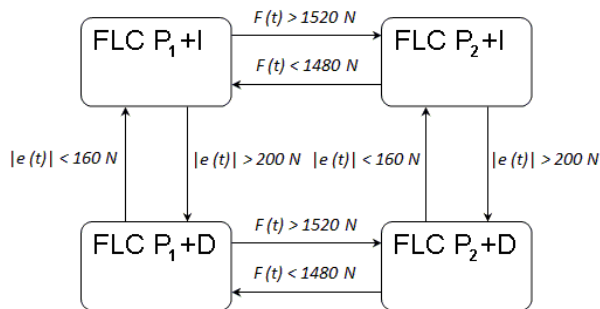 F(t) > 1520 N
FLC P₁+I
FLC P₂+I
F(t) < 1480 N
|e(t)| < 160 N
|e(t)| > 200 N
|e(t)| < 160 N
|e(t)| > 200 N
F(t) > 1520 N
FLC P₁+D
FLC P₂+D
F(t) < 1480 N